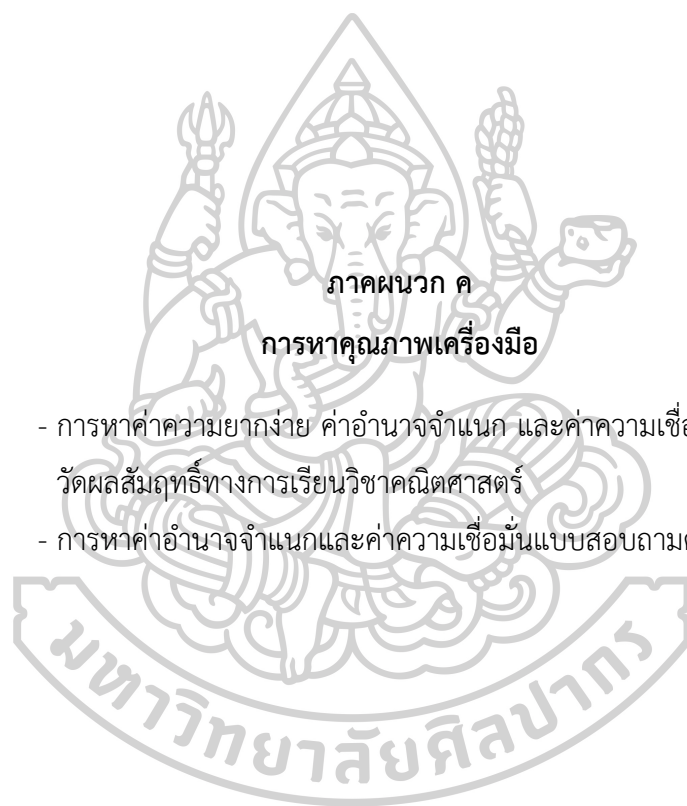 ภาคผนวก ค
การหาคุณภาพเครื่องมือ
- การหาค่าความยากง่าย ค่าอำนาจจำแนก และค่าความเชื่อ
วัดผลสัมฤทธิ์ทางการเรียนวิชาคณิตศาสตร์
- การหาค่าอำนาจจำแนกและค่าความเชื่อมั่นแบบสอบถาม
มหาวิทยาลัยศิลปากร